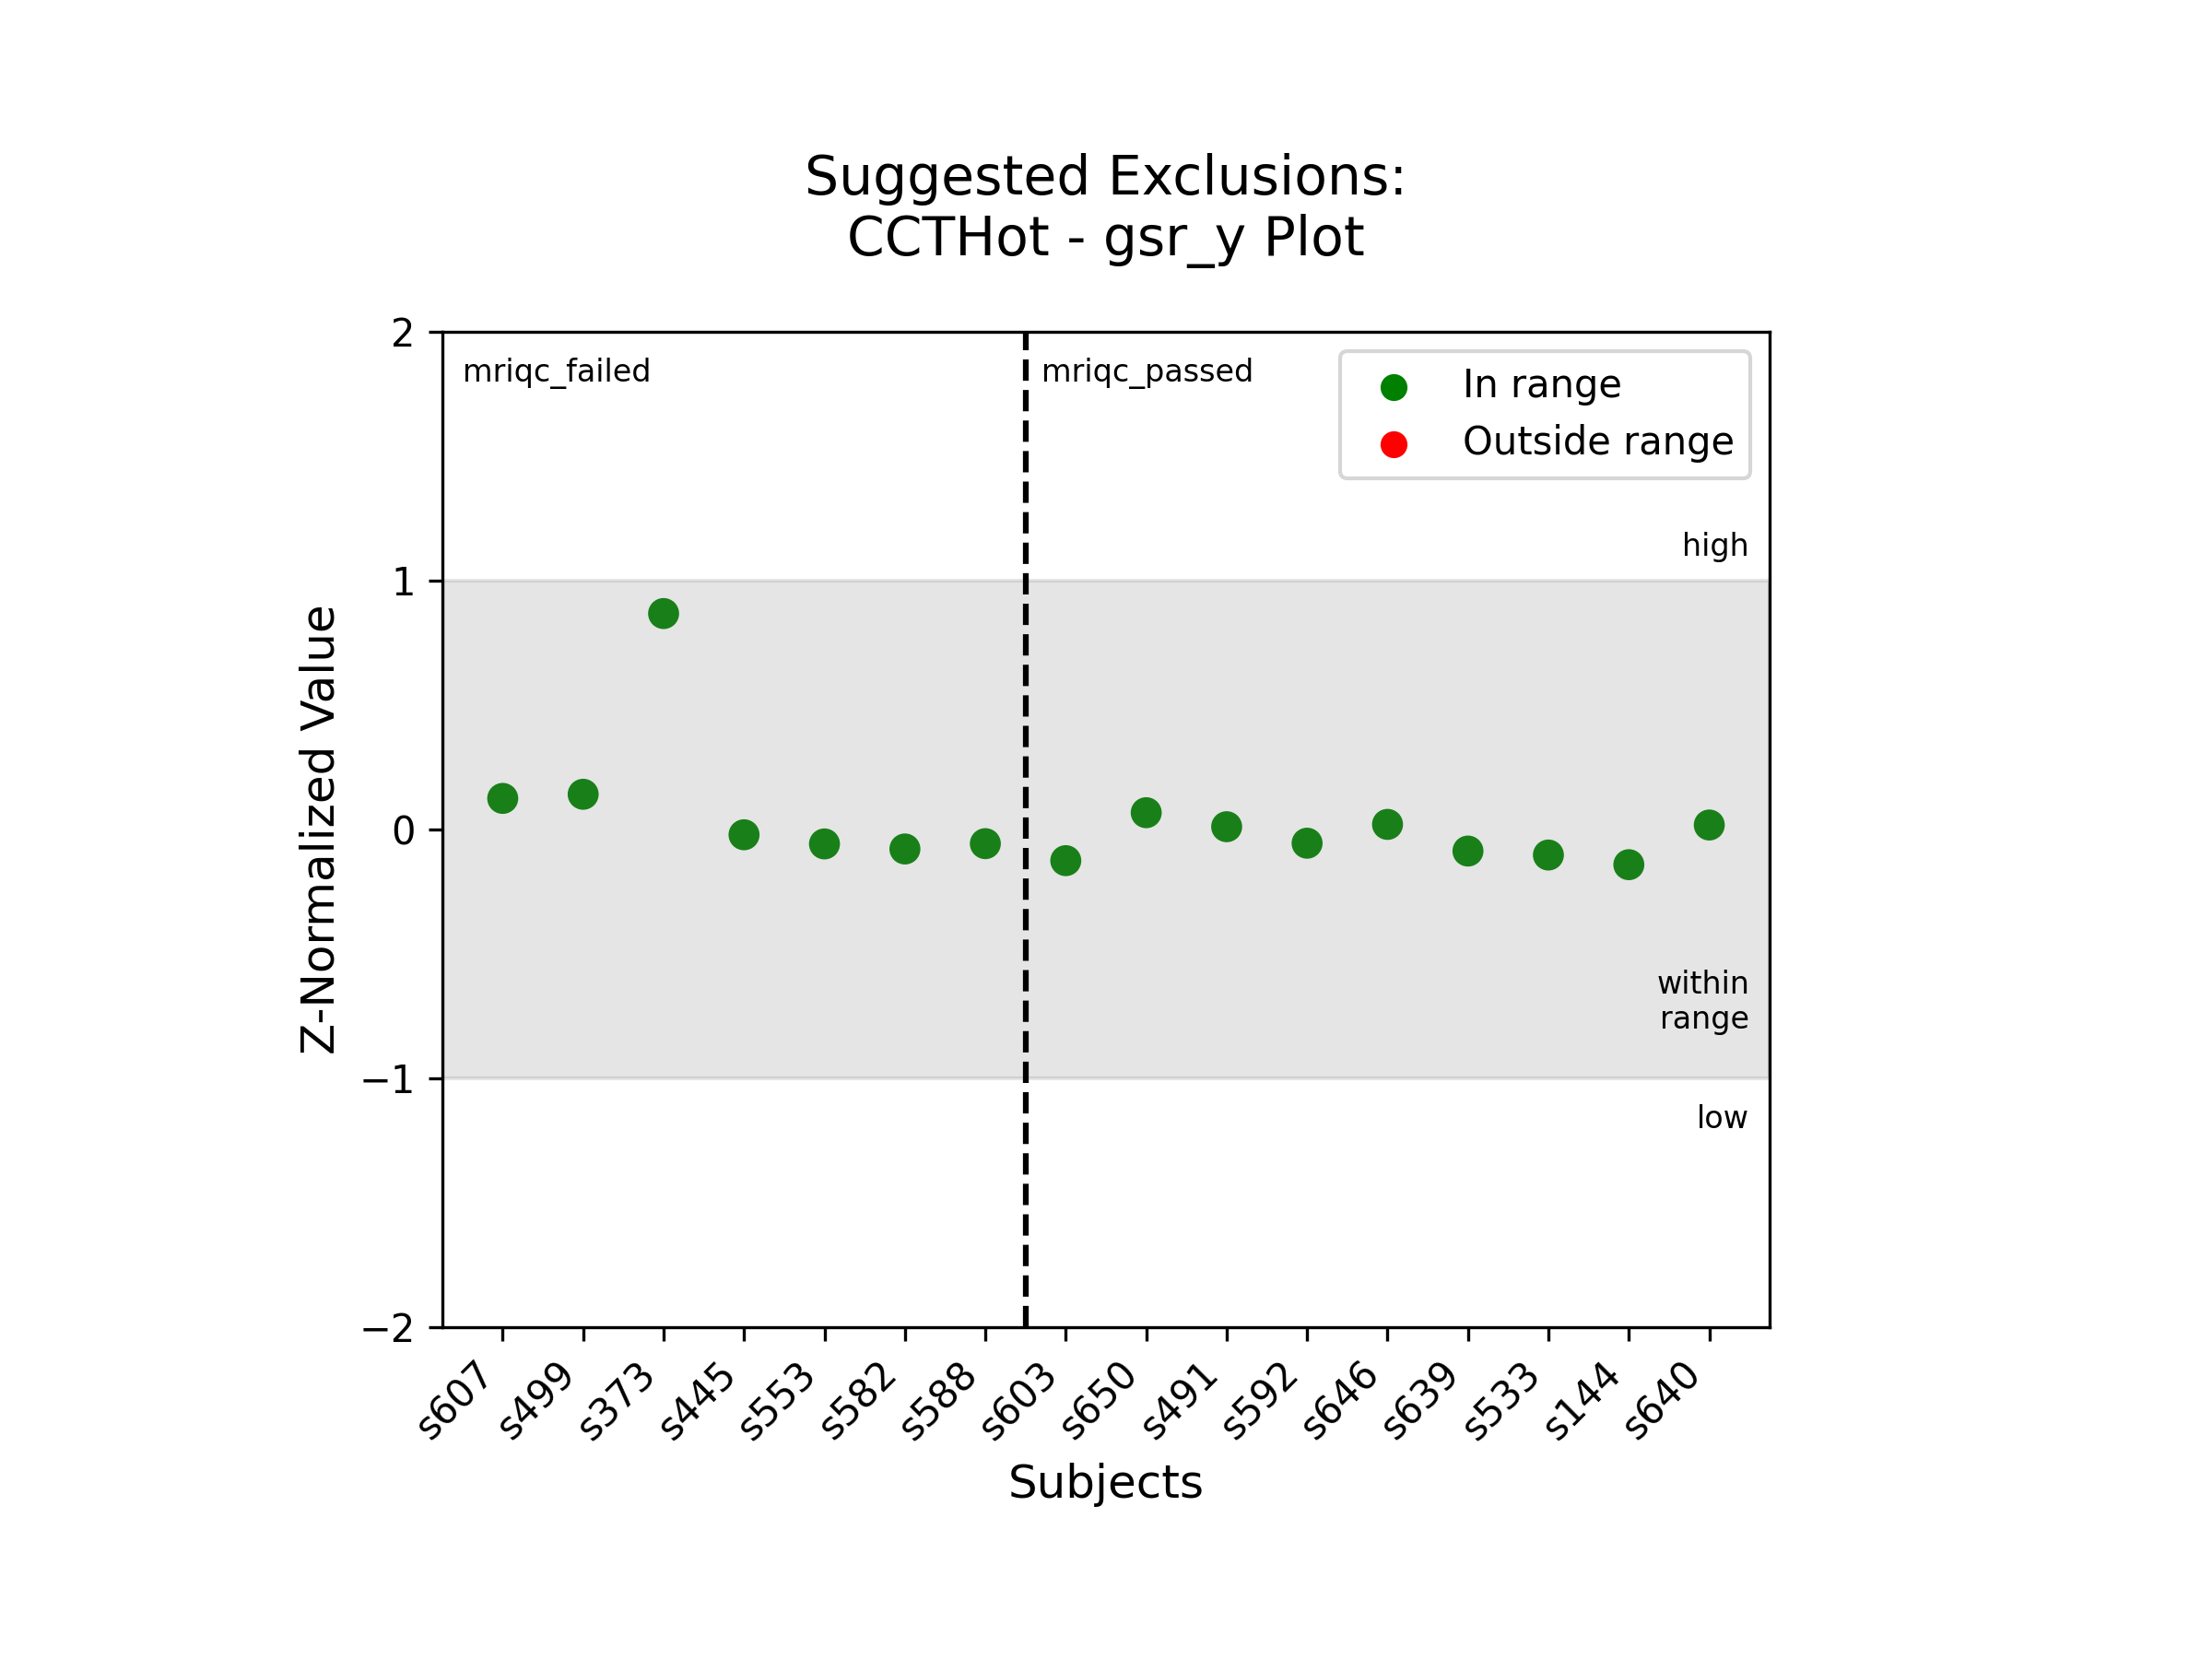 Suggested Exclusions:
CCTHot - gsr_y Plot
mriqc_failed
mriqc_passed
In range
Outside range
high
within
range
low
Z-Normalized Value
2
1
0
−1
−2
s607
s499
s373
s445
s553
s582
s588
s603
s650
s491
s592
s646
s639
s533
s144
s640
Subjects